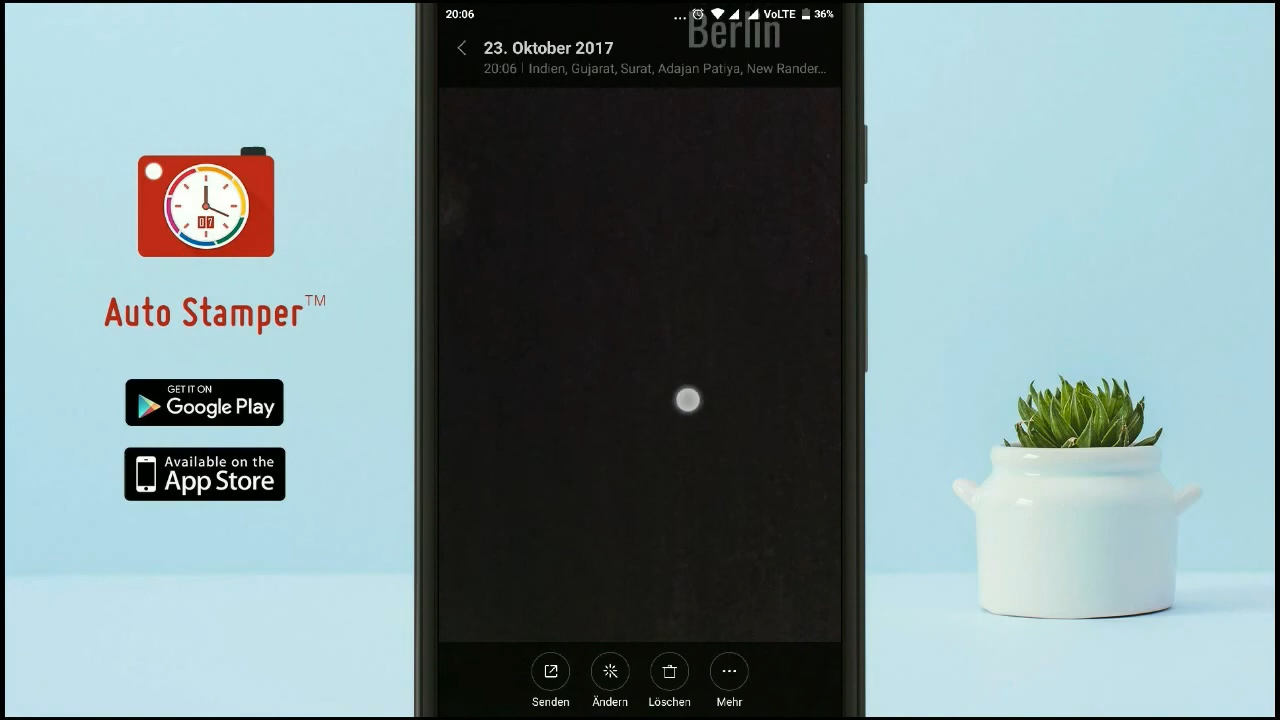 20:06
... VoLTE 36%
Berlin
23. Oktober 2017
20:06 | Indien, Gujarat, Surat, Adajan Patiya, New Rander...
07
Auto Stamper™
GET IT ON
Google Play
Available on the
App Store
Senden
Ändern
Löschen
Mehr